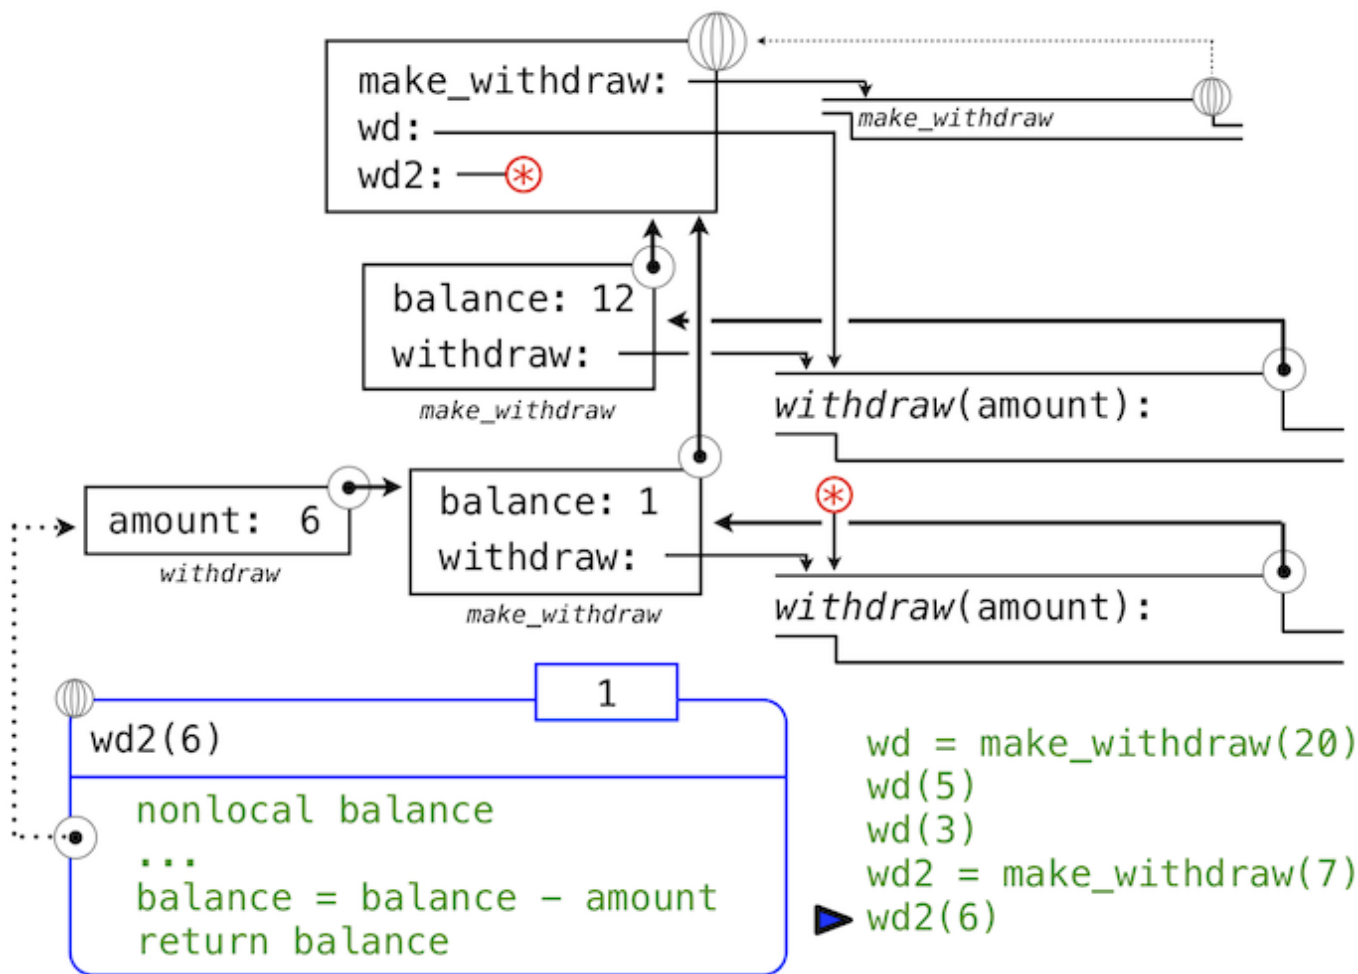 make_withdraw:
make_withdraw
wd:
wd2:
balance: 12
withdraw:
make_withdraw
withdraw(amount):
balance: 1
amount: 6
withdraw:
withdraw
make_withdraw
withdraw(amount):
1
wd2(6)
nonlocal balance
...
balance = balance - amount
return balance
wd = make_withdraw(20)
wd(5)
wd(3)
wd2 = make_withdraw(7)
wd2(6)